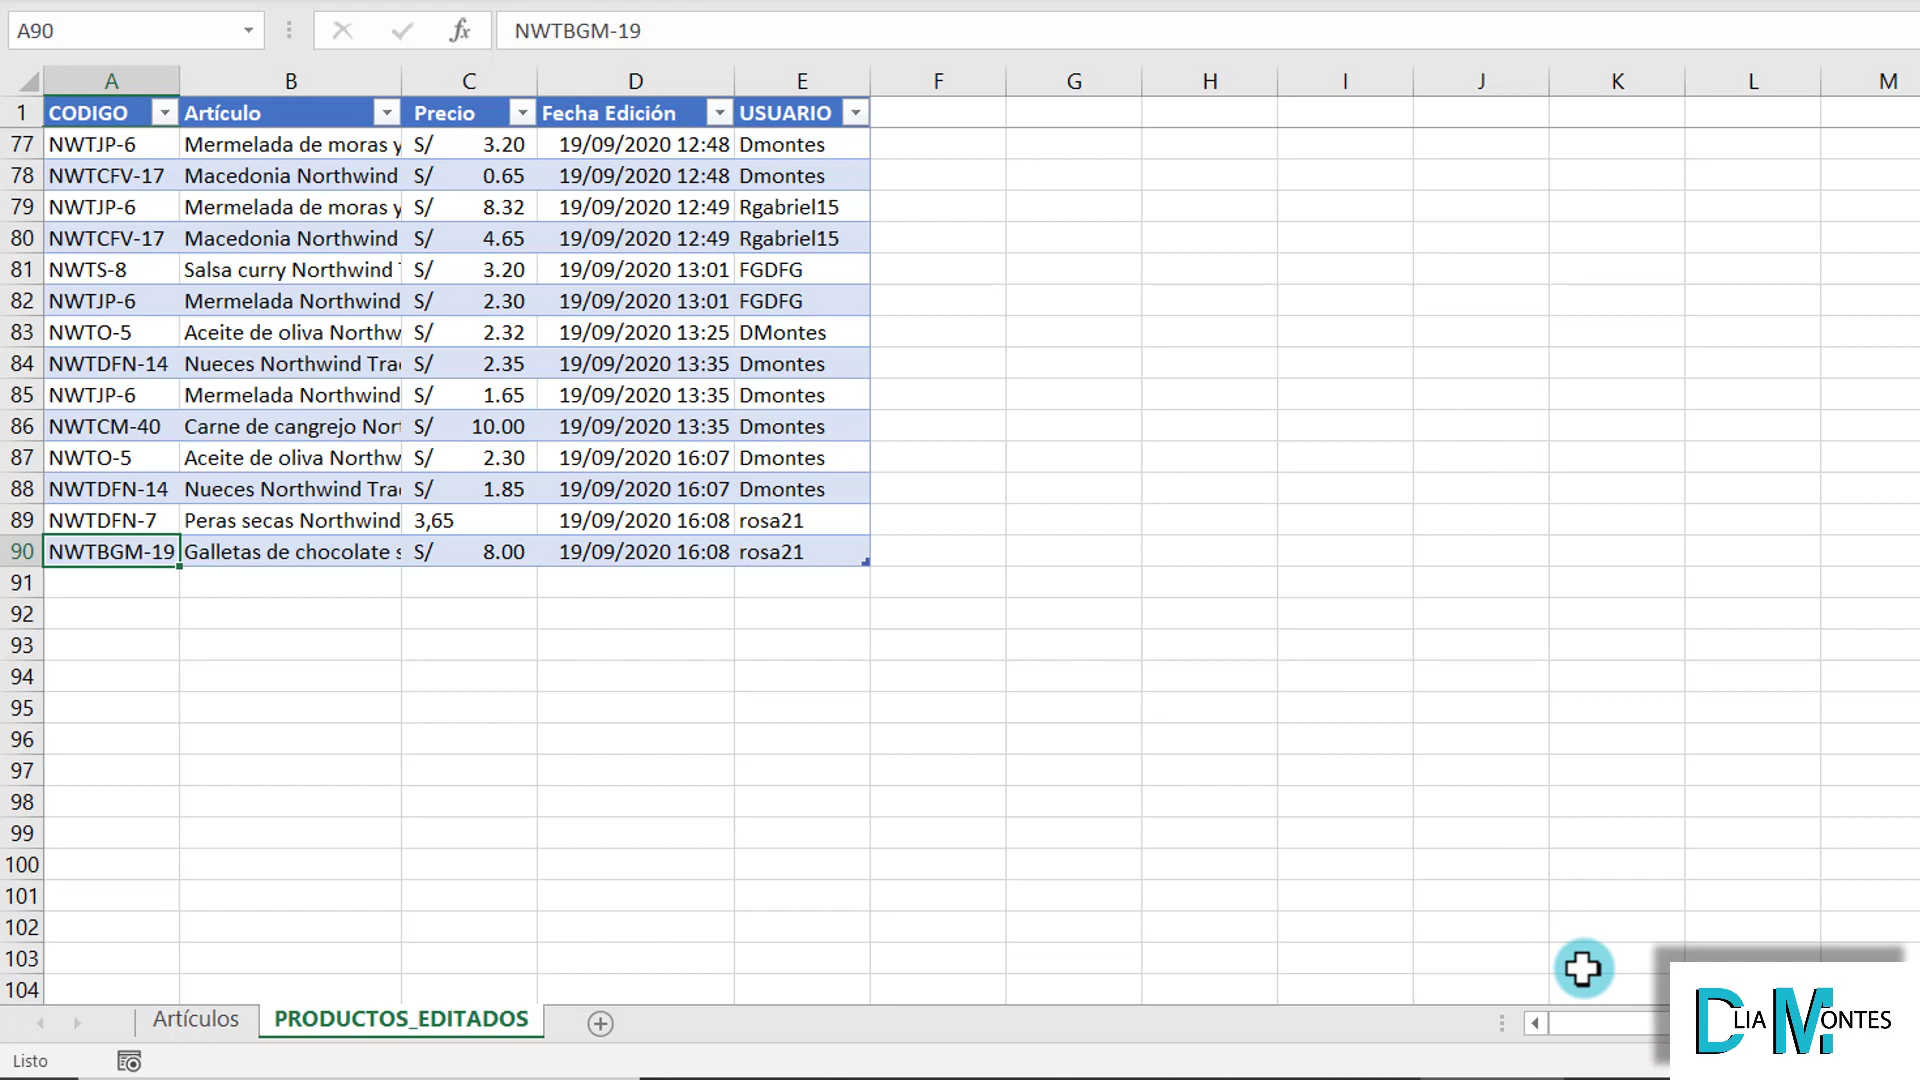 A90 fx NWTBGM-19
A B C D E F G H I J K L M
1 CODIGO Artículo Precio Fecha Edición USUARIO
77 NWTJP-6 Mermelada de moras y S/ 3.20 19/09/2020 12:48 Dmontes
78 NWTCFV-17 Macedonia Northwind S/ 0.65 19/09/2020 12:48 Dmontes
79 NWTJP-6 Mermelada de moras y S/ 8.32 19/09/2020 12:49 Rgabriel15
80 NWTCFV-17 Macedonia Northwind S/ 4.65 19/09/2020 12:49 Rgabriel15
81 NWTS-8 Salsa curry Northwind S/ 3.20 19/09/2020 13:01 FGDFG
82 NWTJP-6 Mermelada Northwind S/ 2.30 19/09/2020 13:01 FGDFG
83 NWTO-5 Aceite de oliva Northw S/ 2.32 19/09/2020 13:25 DMontes
84 NWTDFN-14 Nueces Northwind Tra S/ 2.35 19/09/2020 13:35 Dmontes
85 NWTJP-6 Mermelada Northwind S/ 1.65 19/09/2020 13:35 Dmontes
86 NWTCM-40 Carne de cangrejo Nor S/ 10.00 19/09/2020 13:35 Dmontes
87 NWTO-5 Aceite de oliva Northw S/ 2.30 19/09/2020 16:07 Dmontes
88 NWTDFN-14 Nueces Northwind Tra S/ 1.85 19/09/2020 16:07 Dmontes
89 NWTDFN-7 Peras secas Northwind 3,65 19/09/2020 16:08 rosa21
90 NWTBGM-19 Galletas de chocolate s S/ 8.00 19/09/2020 16:08 rosa21
91
92
93
94
95
96
97
98
99
100
101
102
103
104
Artículos PRODUCTOS_EDITADOS
DLIA MONTES
Listo